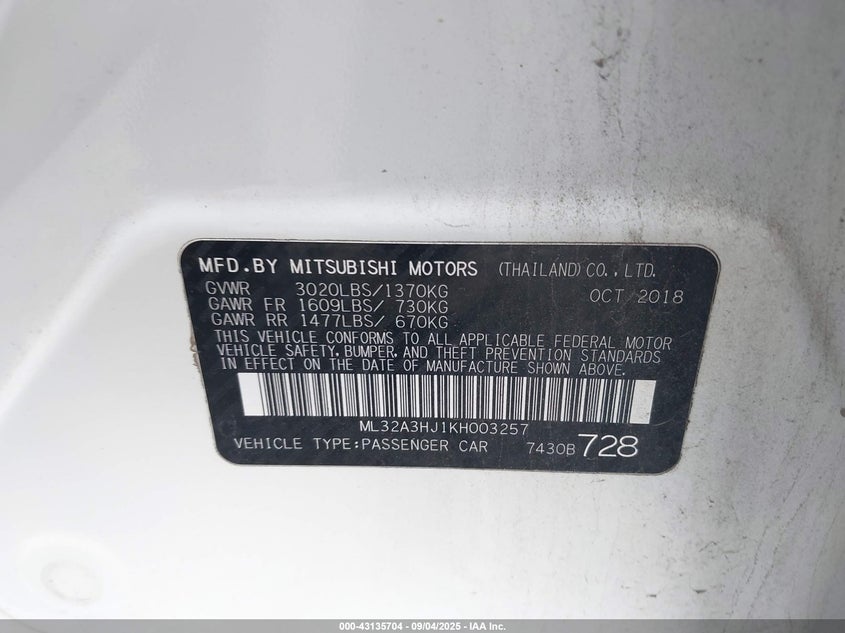 MFD.BY MITSUBISHI MOTORS (THAILAND)CO.,LTD.
GVWR 3020LBS/1370KG OCT 2018
GAWR FR 1609LBS/ 730KG
GAWR RR 1477LBS/ 670KG
THIS VEHICLE CONFORMS TO ALL APPLICABLE FEDERAL MOTOR
VEHICLE SAFETY, BUMPER, AND THEFT PREVENTION STANDARDS
IN EFFECT ON THE DATE OF MANUFACTURE SHOWN ABOVE.
ML32A3HJ1KH003257
VEHICLE TYPE:PASSENGER CAR 7430B 728
000-43135704 - 09/04/2025 - IAA Inc.